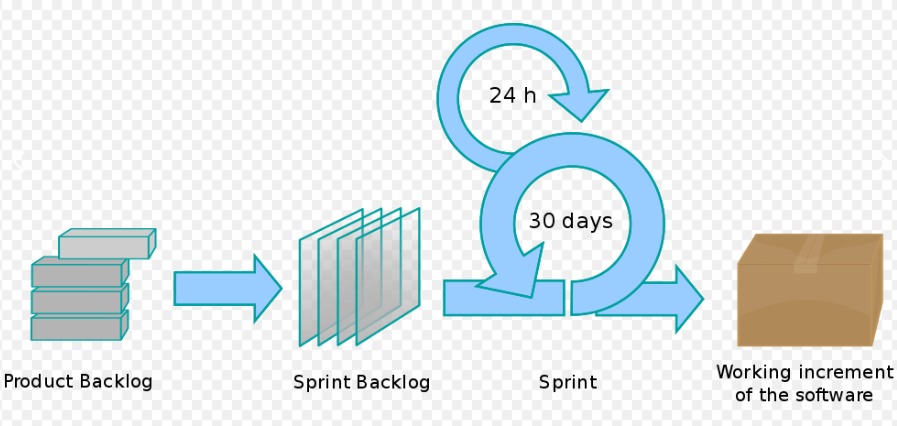 24 h
30 days
Product Backlog
Sprint Backlog
Sprint
Working increment
of the software